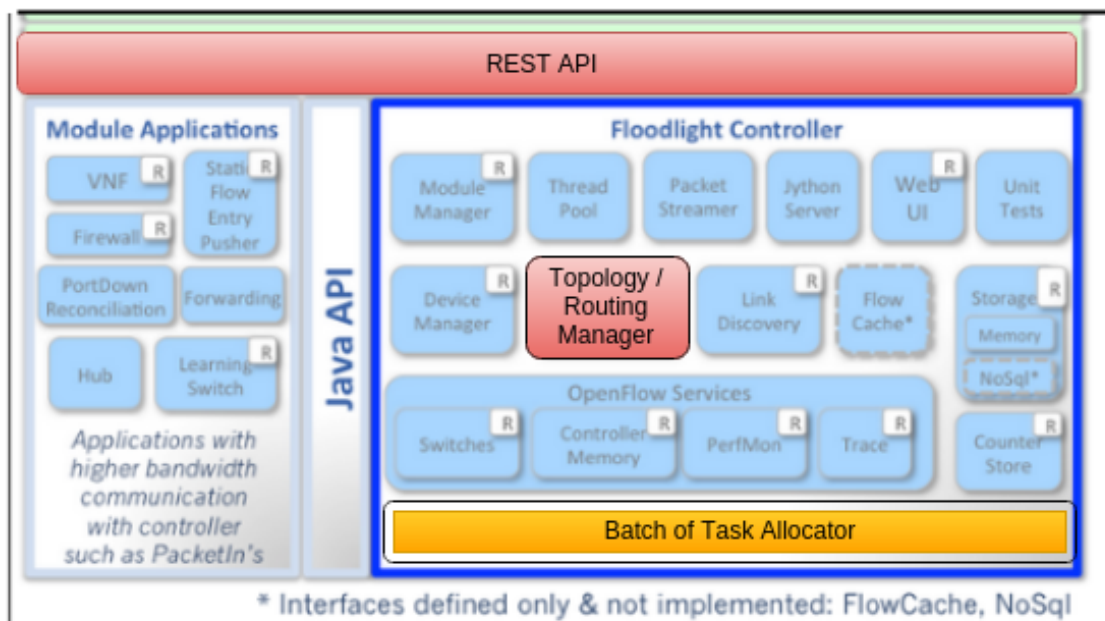 REST API
Module Applications
VNF
R
Static
R
Flow
Entry
Pusher
Firewall
R
PortDown
Reconciliation
Forwarding
Hub
Learning
Switch
R
Applications with
higher bandwidth
communication
with controller
such as PacketIn's
Java API
Floodlight Controller
Module
Manager
R
Thread
Pool
Packet
Streamer
Jython
Server
Web
UI
R
Unit
Tests
Device
Manager
R
Topology /
Routing
Manager
Link
Discovery
R
Flow
Cache*
Storage
R
Memory
NoSql*
OpenFlow Services
Switches
R
Controller
Memory
R
PerfMon
R
Trace
R
Counter
Store
R
Batch of Task Allocator
* Interfaces defined only & not implemented: FlowCache, NoSql